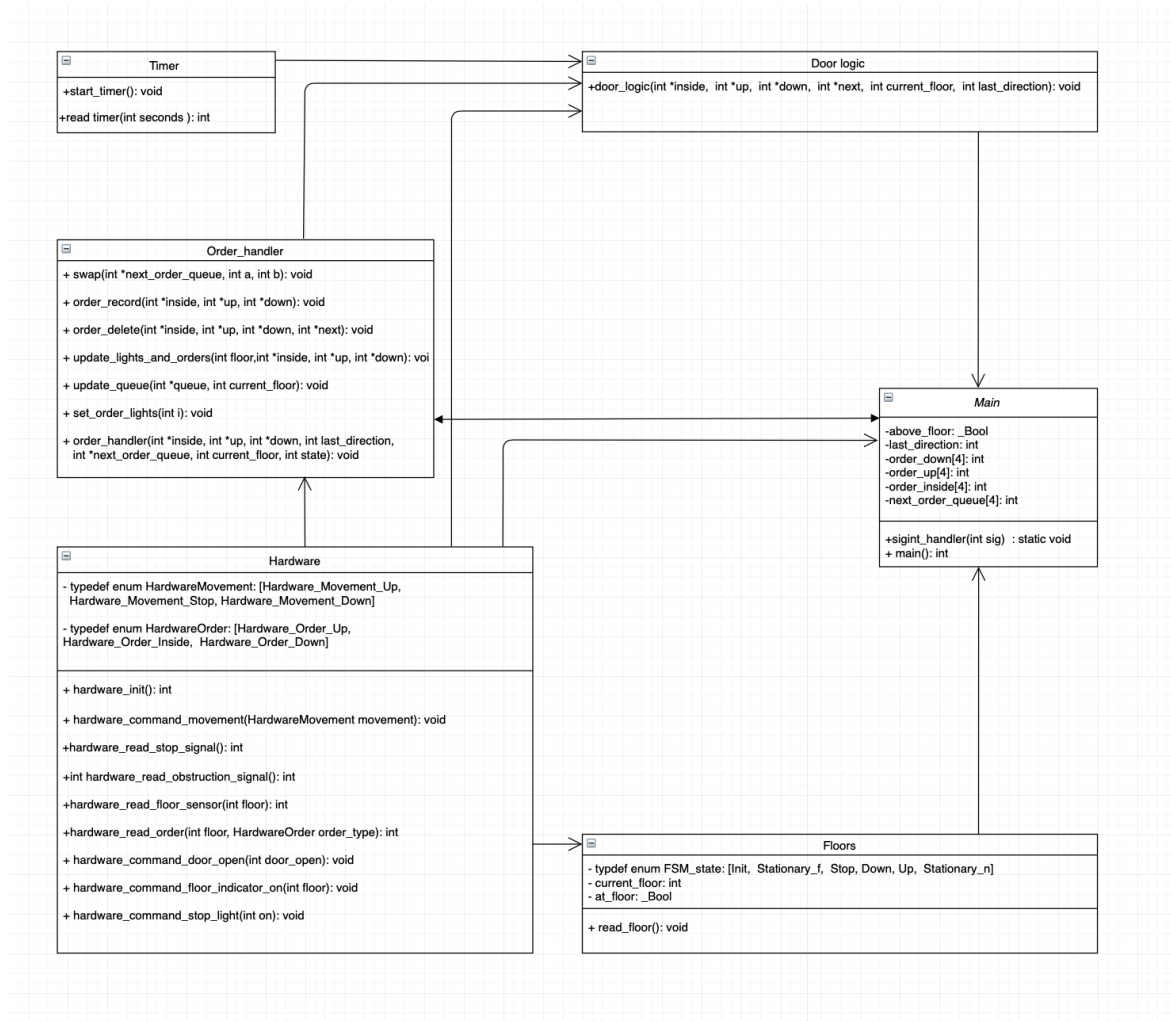 Timer
+start_timer(): void
+read timer(int seconds ): int
Door logic
+door_logic(int *inside, int *up, int *down, int *next, int current_floor, int last_direction): void
Order_handler
+ swap(int *next_order_queue, int a, int b): void
+ order_record(int *inside, int *up, int *down): void
+ order_delete(int *inside, int *up, int *down, int *next): void
+ update_lights_and_orders(int floor,int *inside, int *up, int *down): voi
+ update_queue(int *queue, int current_floor): void
+ set_order_lights(int i): void
+ order_handler(int *inside, int *up, int *down, int last_direction,
int *next_order_queue, int current_floor, int state): void
Main
-above_floor: _Bool
-last_direction: int
-order_down[4]: int
-order_up[4]: int
-order_inside[4]: int
-next_order_queue[4]: int
+sigint_handler(int sig) : static void
+ main(): int
Hardware
- typedef enum HardwareMovement: [Hardware_Movement_Up,
Hardware_Movement_Stop, Hardware_Movement_Down]
- typedef enum HardwareOrder: [Hardware_Order_Up,
Hardware_Order_Inside, Hardware_Order_Down]
+ hardware_init(): int
+ hardware_command_movement(HardwareMovement movement): void
+hardware_read_stop_signal(): int
+int hardware_read_obstruction_signal(): int
+hardware_read_floor_sensor(int floor): int
+hardware_read_order(int floor, HardwareOrder order_type): int
+ hardware_command_door_open(int door_open): void
+ hardware_command_floor_indicator_on(int floor): void
+ hardware_command_stop_light(int on): void
Floors
- typdef enum FSM_state: [Init, Stationary_f, Stop, Down, Up, Stationary_n]
- current_floor: int
- at_floor: _Bool
+ read_floor(): void